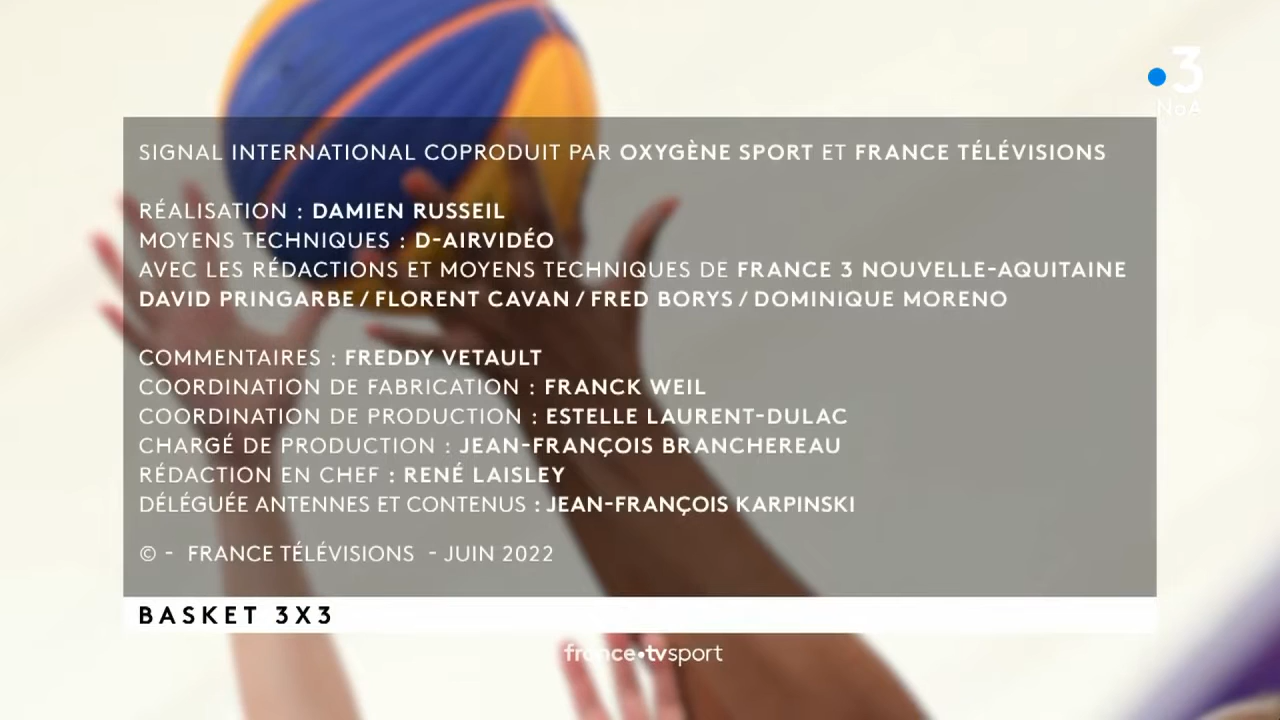 3
NoA
SIGNAL INTERNATIONAL COPRODUIT PAR OXYGÈNE SPORT ET FRANCE TÉLÉVISIONS
RÉALISATION : DAMIEN RUSSEIL
MOYENS TECHNIQUES : D-AIRVIDÉO
AVEC LES RÉDACTIONS ET MOYENS TECHNIQUES DE FRANCE 3 NOUVELLE-AQUITAINE
DAVID PRINGARBE / FLORENT CAVAN / FRED BORYS / DOMINIQUE MORENO
COMMENTAIRES : FREDDY VETAULT
COORDINATION DE FABRICATION : FRANCK WEIL
COORDINATION DE PRODUCTION : ESTELLE LAURENT-DULAC
CHARGÉ DE PRODUCTION : JEAN-FRANÇOIS BRANCHEREAU
RÉDACTION EN CHEF : RENÉ LAISLEY
DÉLÉGUÉE ANTENNES ET CONTENUS : JEAN-FRANÇOIS KARPINSKI
© - FRANCE TÉLÉVISIONS - JUIN 2022
BASKET 3X3
france•tvsport